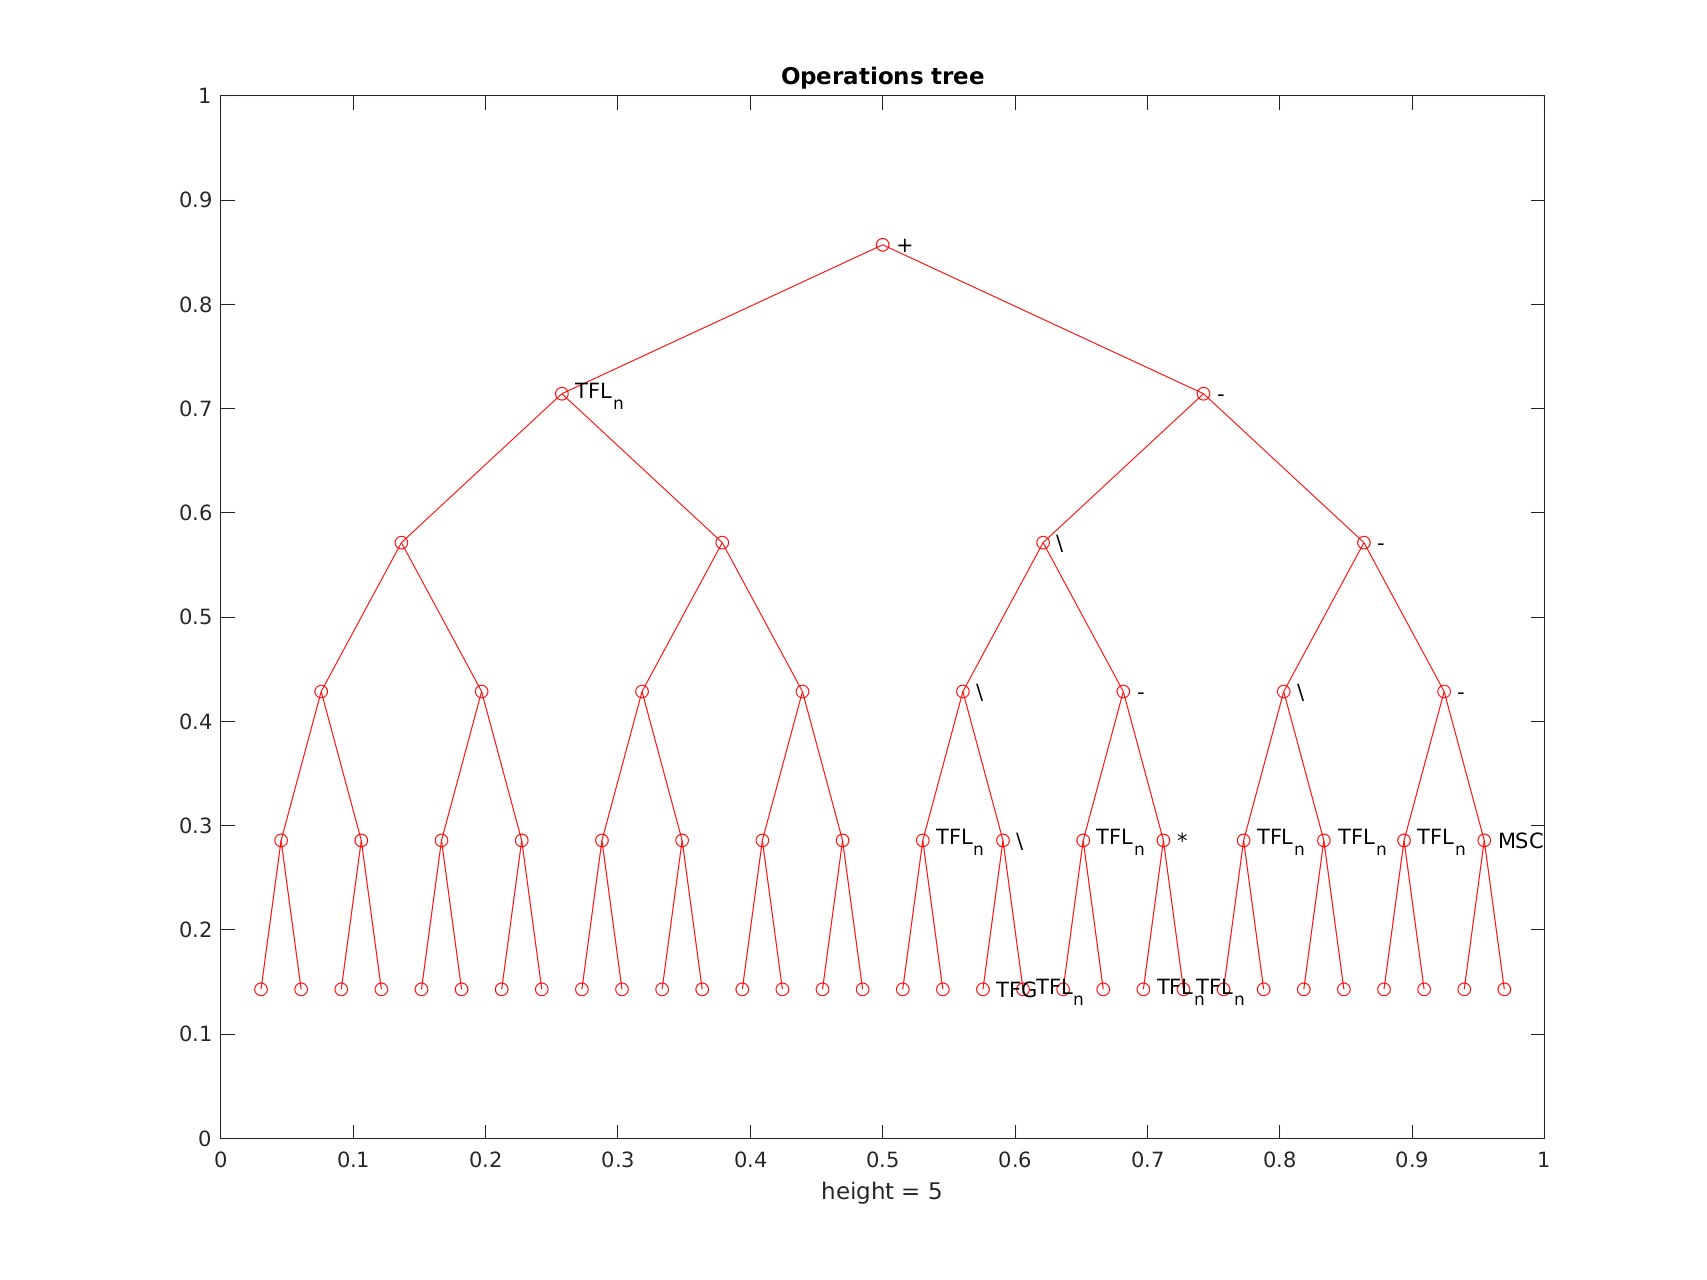 Operations tree
1
0.9
+
0.8
TFLn -
0.7
0.6
\ -
0.5
\ - \ -
0.4
0.3
TFLn \ TFLn * TFLn TFLn TFLn MSC
0.2
TFG TFLn TFLn TFLn
0.1
0
0 0.1 0.2 0.3 0.4 0.5 0.6 0.7 0.8 0.9 1
height = 5